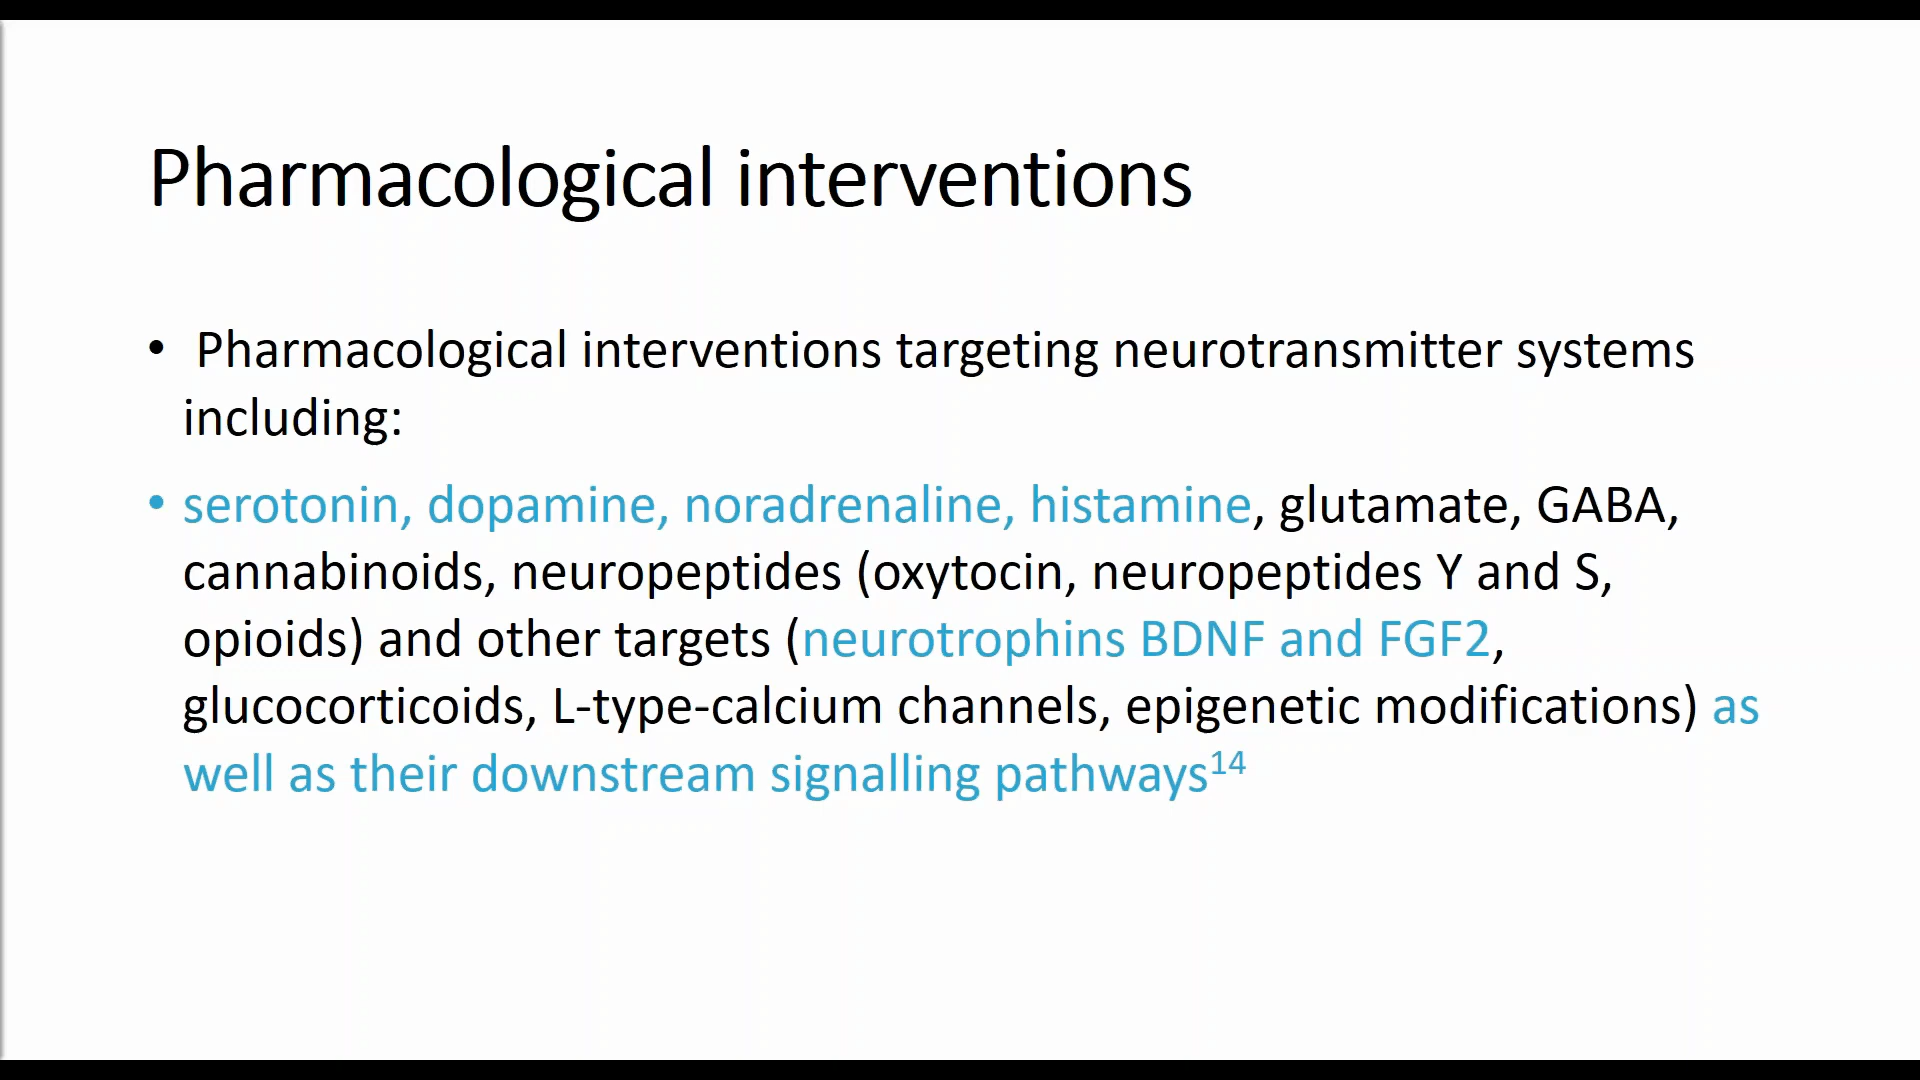 Pharmacological interventions
• Pharmacological interventions targeting neurotransmitter systems
including:
• serotonin, dopamine, noradrenaline, histamine, glutamate, GABA,
cannabinoids, neuropeptides (oxytocin, neuropeptides Y and S,
opioids) and other targets (neurotrophins BDNF and FGF2,
glucocorticoids, L-type-calcium channels, epigenetic modifications) as
well as their downstream signalling pathways¹⁴